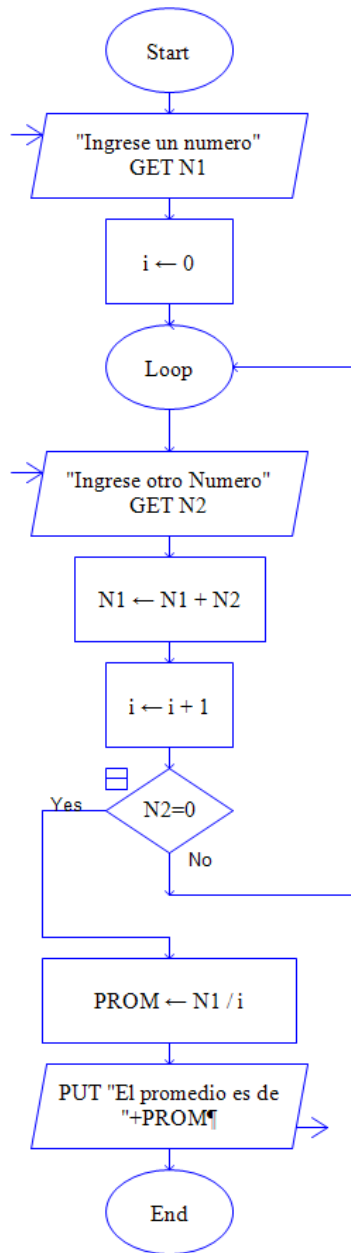 Start
"Ingrese un numero"
GET N1
i ← 0
Loop
"Ingrese otro Numero"
GET N2
N1 ← N1 + N2
i ← i + 1
Yes
N2=0
No
PROM ← N1 / i
PUT "El promedio es de
"+PROM¶
End